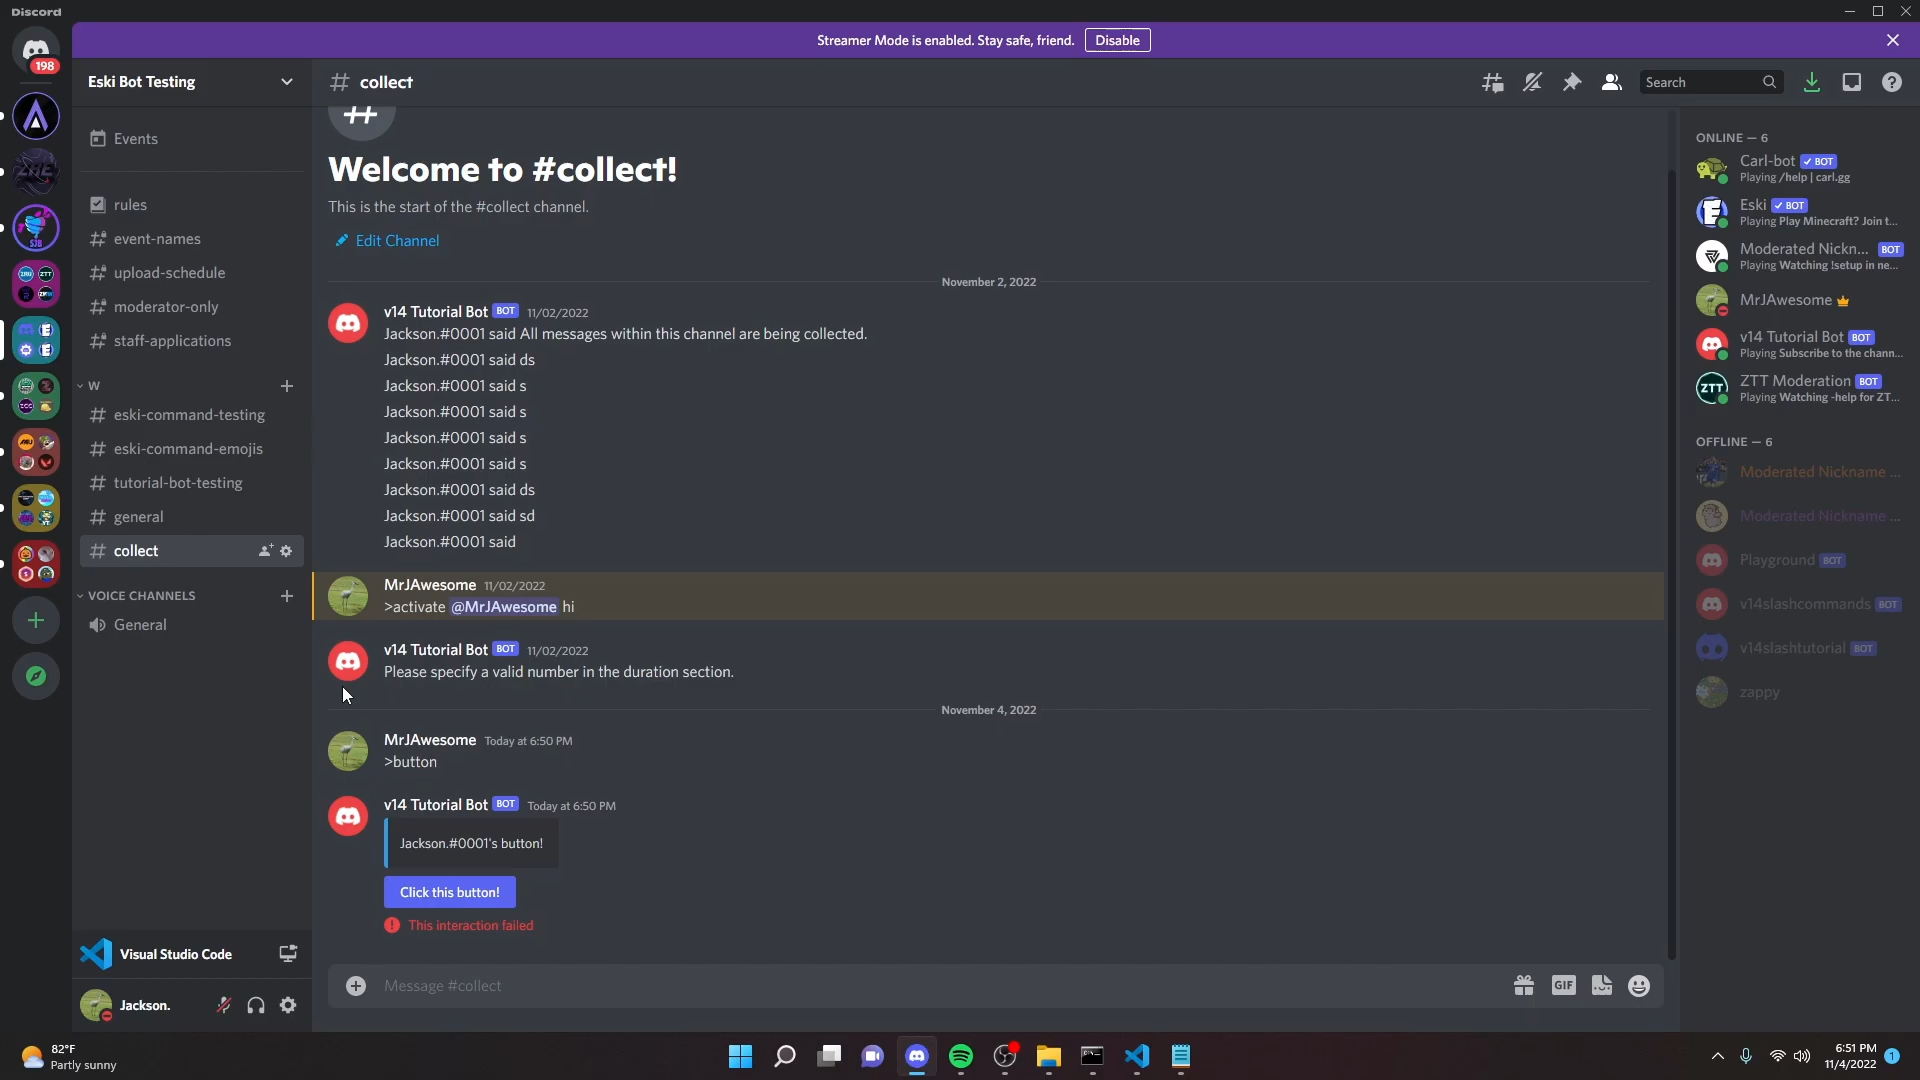 Discord
Streamer Mode is enabled. Stay safe, friend. Disable
198
Eski Bot Testing
collect
Search
Events
rules
event-names
upload-schedule
moderator-only
staff-applications
W
eski-command-testing
eski-command-emojis
tutorial-bot-testing
general
collect
VOICE CHANNELS
General
Visual Studio Code
Jackson.
Welcome to #collect!
This is the start of the #collect channel.
Edit Channel
November 2, 2022
v14 Tutorial Bot BOT 11/02/2022
Jackson.#0001 said All messages within this channel are being collected.
Jackson.#0001 said ds
Jackson.#0001 said s
Jackson.#0001 said s
Jackson.#0001 said s
Jackson.#0001 said s
Jackson.#0001 said ds
Jackson.#0001 said sd
Jackson.#0001 said
MrJAwesome 11/02/2022
>activate @MrJAwesome hi
v14 Tutorial Bot BOT 11/02/2022
Please specify a valid number in the duration section.
November 4, 2022
MrJAwesome Today at 6:50 PM
>button
v14 Tutorial Bot BOT Today at 6:50 PM
Jackson.#0001's button!
Click this button!
This interaction failed
Message #collect
GIF
ONLINE — 6
Carl-bot BOT
Playing /help | carl.gg
Eski BOT
Playing Play Minecraft? Join t...
Moderated Nickn... BOT
Playing Watching !setup in ne...
MrJAwesome
v14 Tutorial Bot BOT
Playing Subscribe to the chann...
ZTT
ZTT Moderation BOT
Playing Watching -help for ZT...
OFFLINE — 6
Moderated Nickname ...
Moderated Nickname ...
Playground BOT
v14slashcommands BOT
v14slashtutorial BOT
zappy
82°F
Partly sunny
6:51 PM
11/4/2022
1